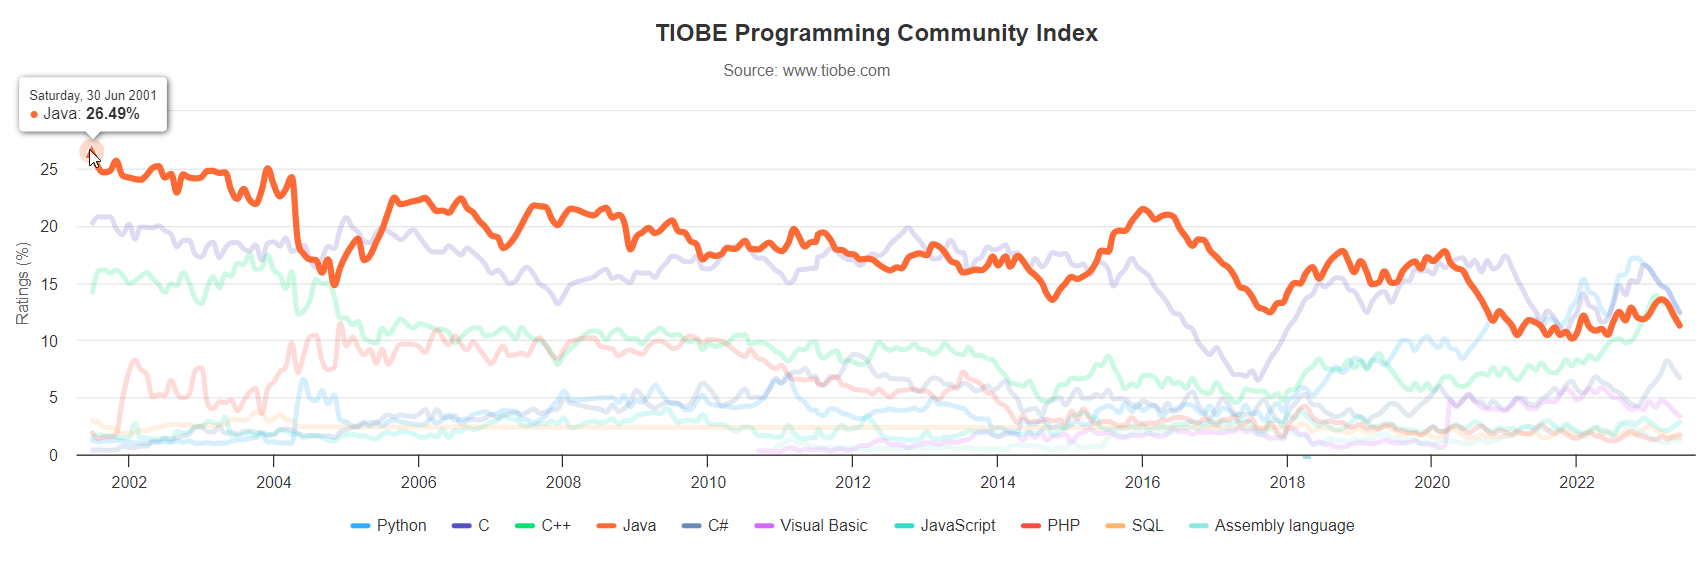 TIOBE Programming Community Index
Source: www.tiobe.com
Saturday, 30 Jun 2001
● Java: 26.49%
Ratings (%)
25
20
15
10
5
0
2002 2004 2006 2008 2010 2012 2014 2016 2018 2020 2022
Python C C++ Java C# Visual Basic JavaScript PHP SQL Assembly language